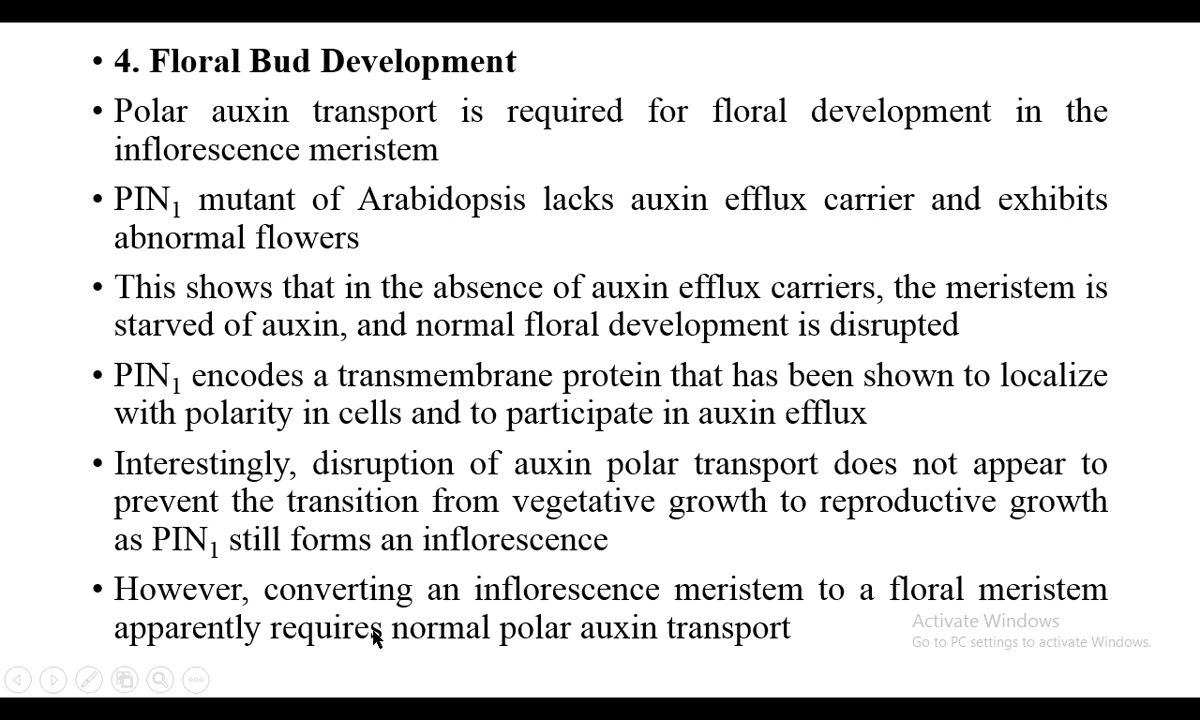 • 4. Floral Bud Development
• Polar auxin transport is required for floral development in the
inflorescence meristem
• PIN₁ mutant of Arabidopsis lacks auxin efflux carrier and exhibits
abnormal flowers
• This shows that in the absence of auxin efflux carriers, the meristem is
starved of auxin, and normal floral development is disrupted
• PIN₁ encodes a transmembrane protein that has been shown to localize
with polarity in cells and to participate in auxin efflux
• Interestingly, disruption of auxin polar transport does not appear to
prevent the transition from vegetative growth to reproductive growth
as PIN₁ still forms an inflorescence
• However, converting an inflorescence meristem to a floral meristem
apparently requires normal polar auxin transport
Activate Windows
Go to PC settings to activate Windows.